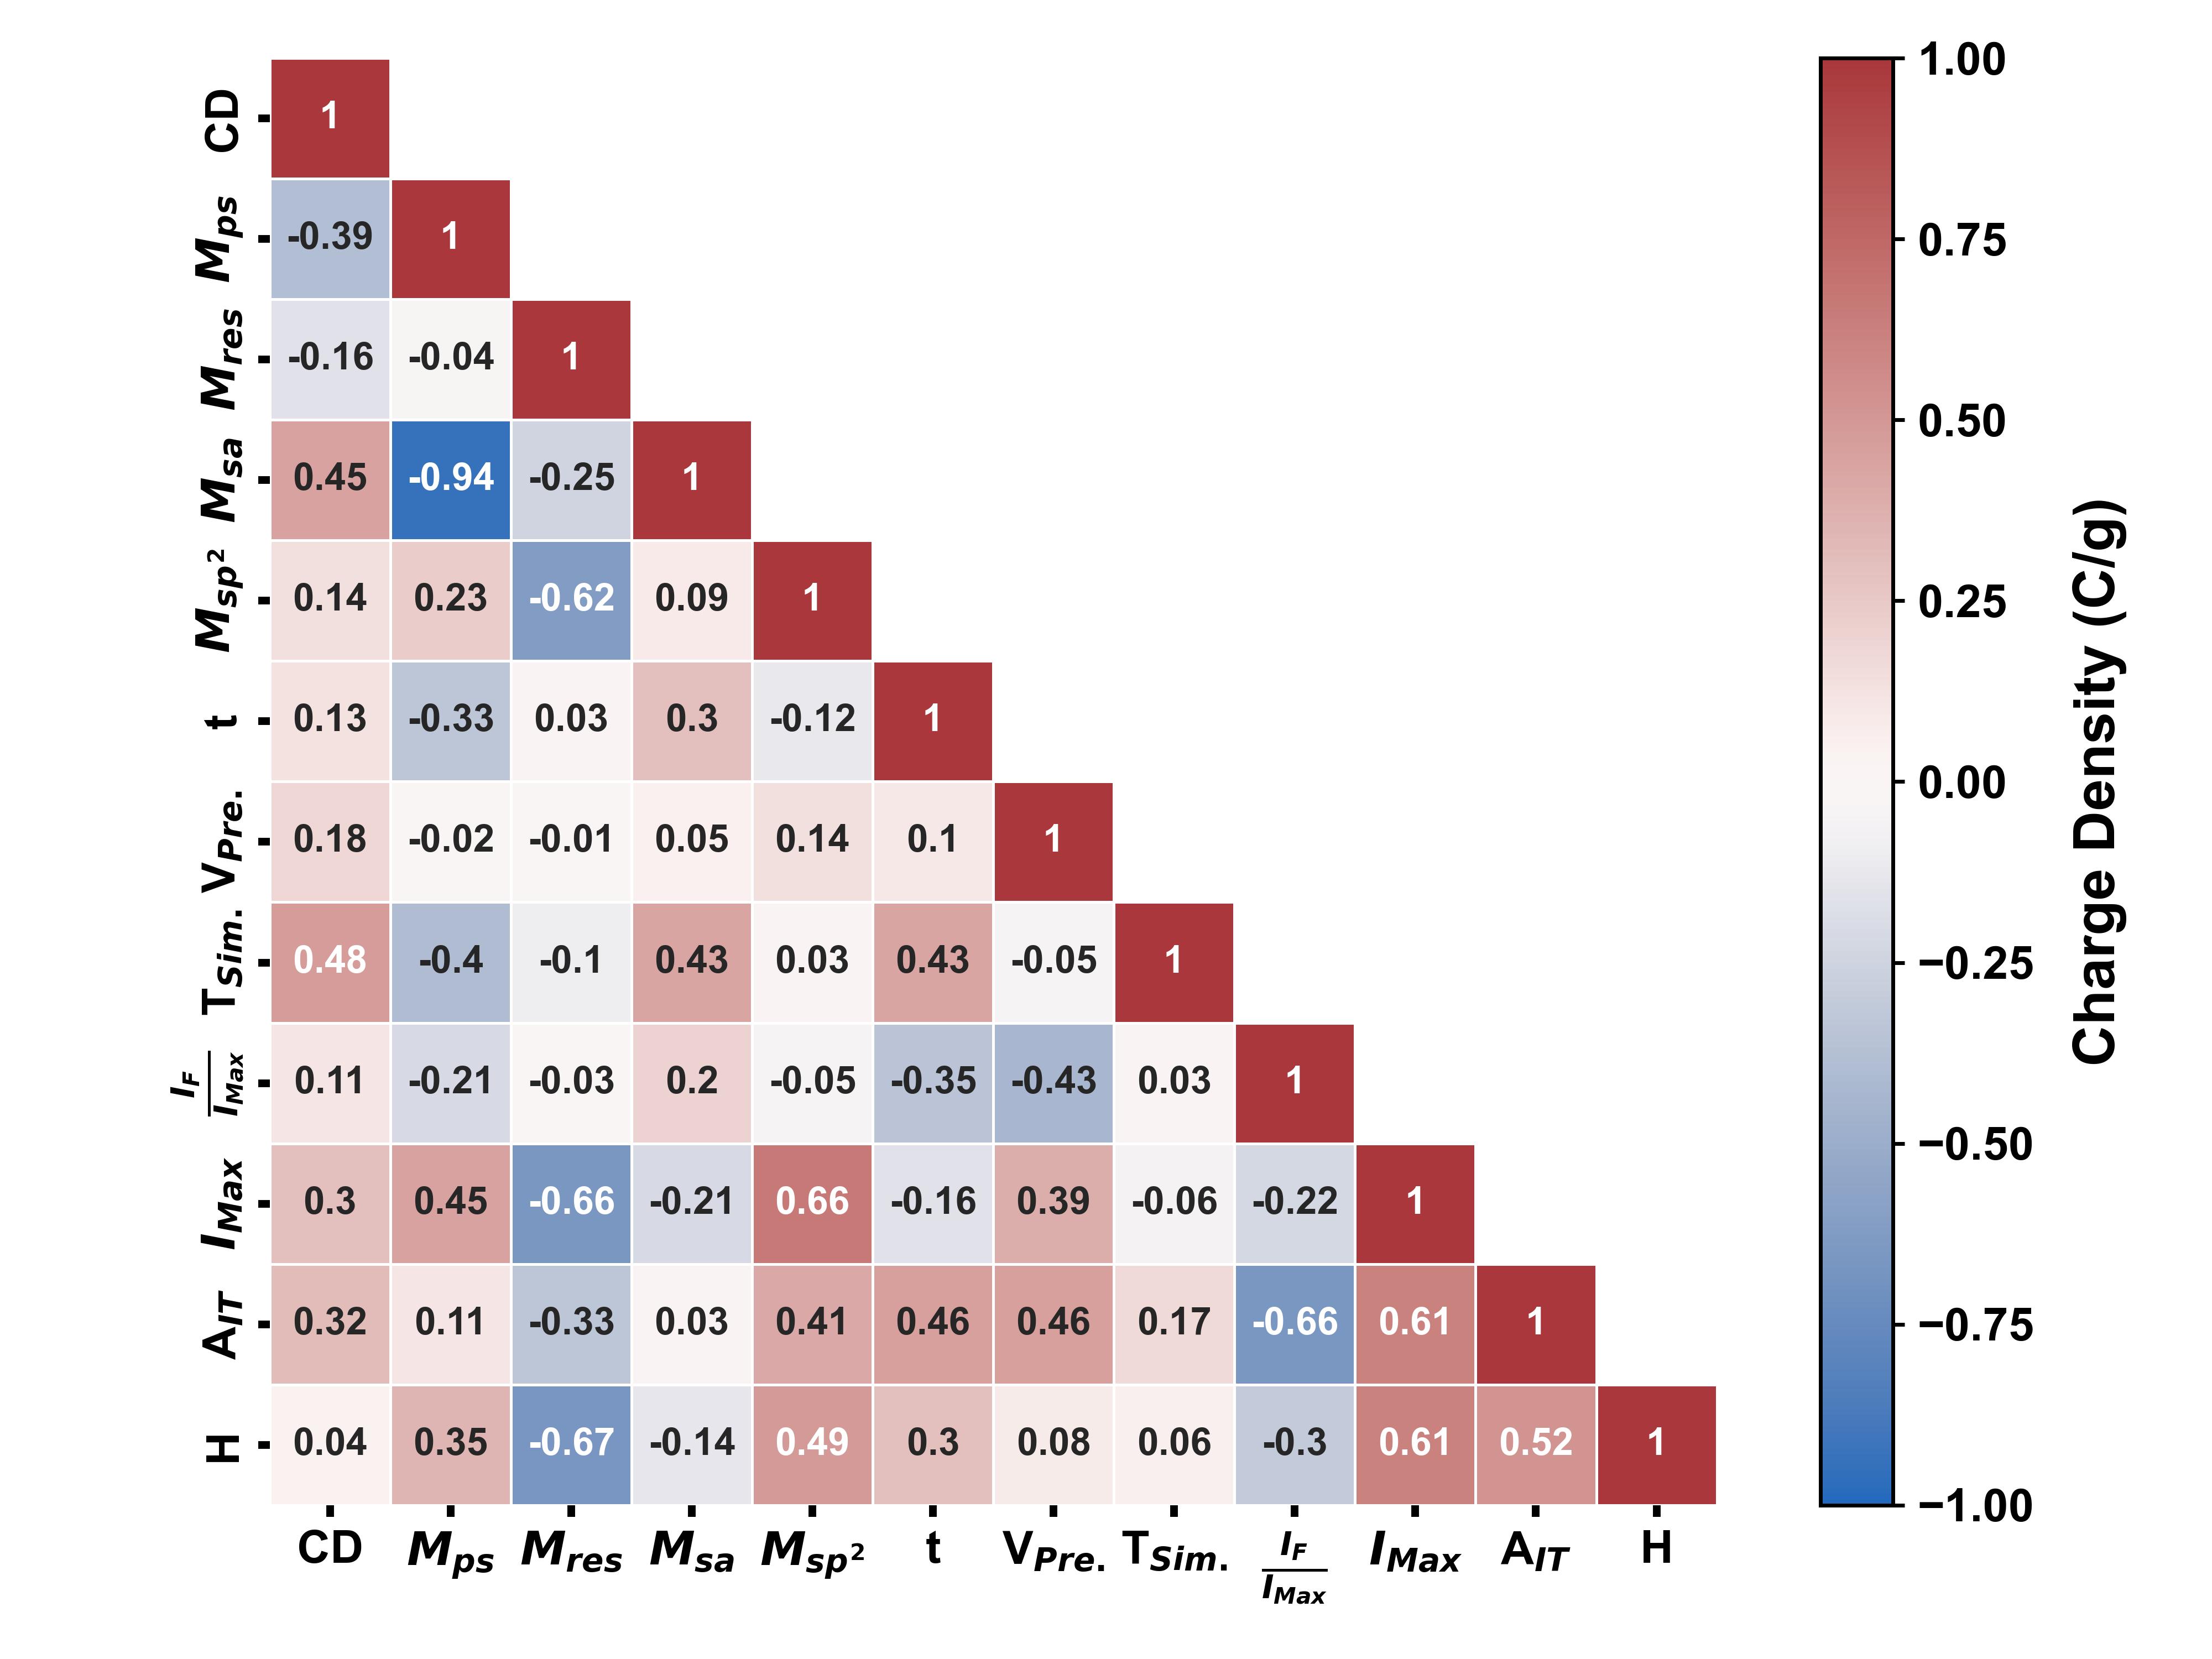 CD 1
M_ps -0.39 1
M_res -0.16 -0.04 1
M_sa 0.45 -0.94 -0.25 1
M_sp² 0.14 0.23 -0.62 0.09 1
t 0.13 -0.33 0.03 0.3 -0.12 1
V_Pre. 0.18 -0.02 -0.01 0.05 0.14 0.1 1
T_Sim. 0.48 -0.4 -0.1 0.43 0.03 0.43 -0.05 1
I_F/I_Max 0.11 -0.21 -0.03 0.2 -0.05 -0.35 -0.43 0.03 1
I_Max 0.3 0.45 -0.66 -0.21 0.66 -0.16 0.39 -0.06 -0.22 1
A_IT 0.32 0.11 -0.33 0.03 0.41 0.46 0.46 0.17 -0.66 0.61 1
H 0.04 0.35 -0.67 -0.14 0.49 0.3 0.08 0.06 -0.3 0.61 0.52 1
CD M_ps M_res M_sa M_sp² t V_Pre. T_Sim. I_F/I_Max I_Max A_IT H
1.00
0.75
0.50
0.25
0.00
−0.25
−0.50
−0.75
−1.00
Charge Density (C/g)